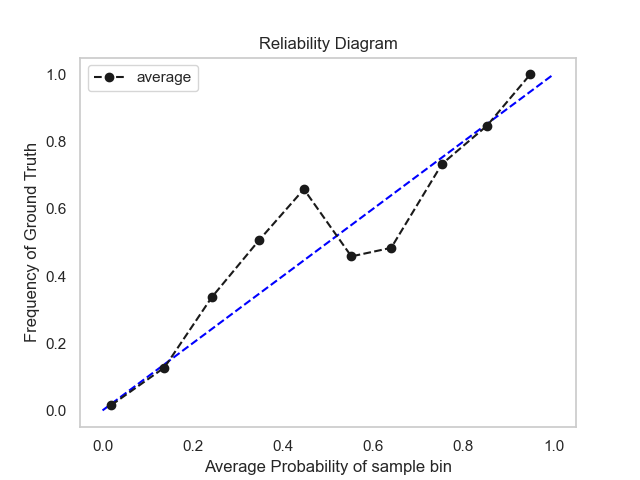 Reliability Diagram
average
Frequency of Ground Truth
1.0
0.8
0.6
0.4
0.2
0.0
0.0 0.2 0.4 0.6 0.8 1.0
Average Probability of sample bin